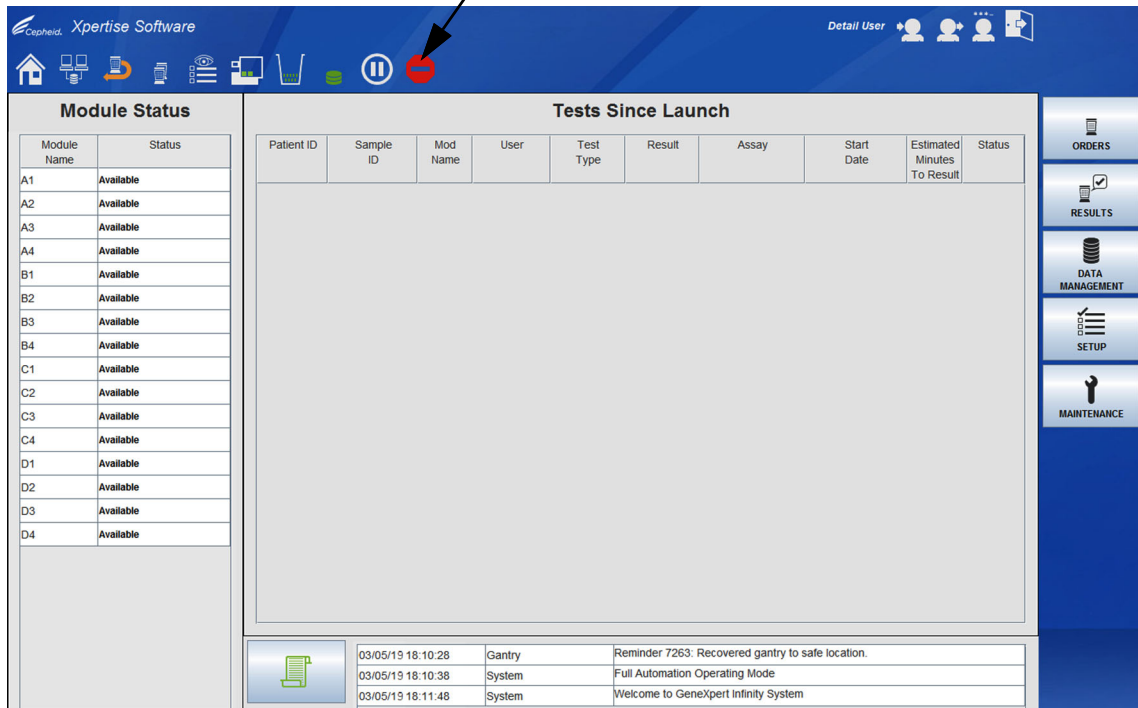 Cepheid. Xpertise Software
Detail User
Module Status
Module Name Status
A1 Available
A2 Available
A3 Available
A4 Available
B1 Available
B2 Available
B3 Available
B4 Available
C1 Available
C2 Available
C3 Available
C4 Available
D1 Available
D2 Available
D3 Available
D4 Available
Tests Since Launch
Patient ID Sample ID Mod Name User Test Type Result Assay Start Date Estimated Minutes To Result Status
03/05/19 18:10:28 Gantry Reminder 7263: Recovered gantry to safe location.
03/05/19 18:10:38 System Full Automation Operating Mode
03/05/19 18:11:48 System Welcome to GeneXpert Infinity System
ORDERS
RESULTS
DATA
MANAGEMENT
SETUP
MAINTENANCE